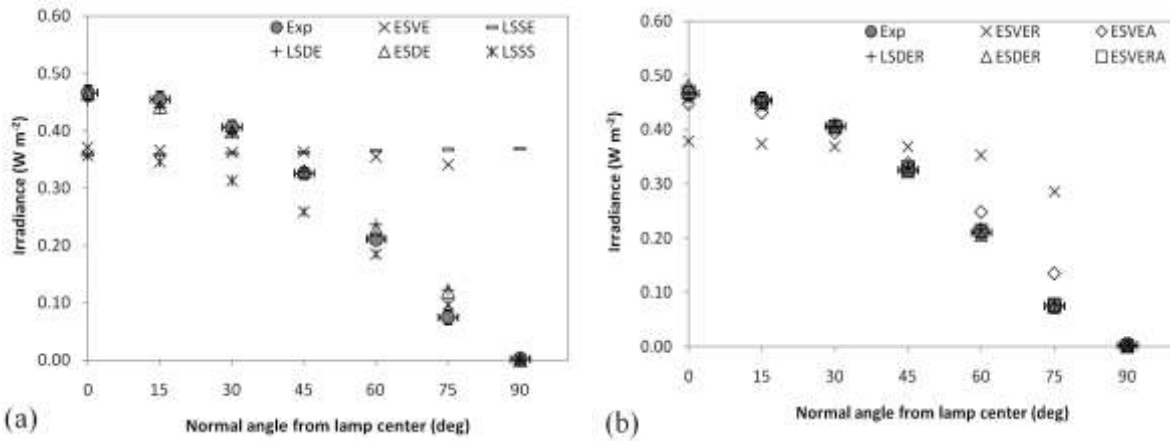 Exp ESVE LSSE
LSDE ESDE LSSS
0.60
0.50
0.40
0.30
0.20
0.10
0.00
Irradiance (W m⁻²)
0 15 30 45 60 75 90
Normal angle from lamp center (deg)
(a)
Exp ESVER ESVEA
LSDER ESDER ESVERA
0.60
0.50
0.40
0.30
0.20
0.10
0.00
Irradiance (W m⁻²)
0 15 30 45 60 75 90
Normal angle from lamp center (deg)
(b)